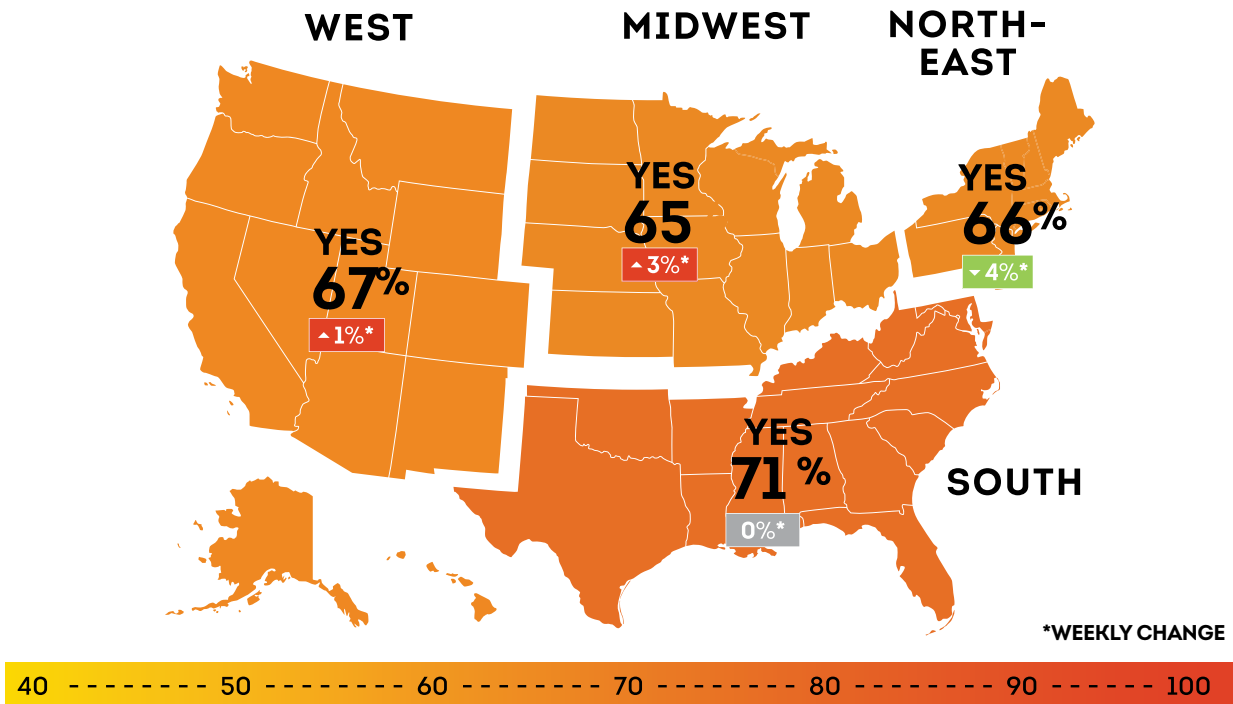 WEST
MIDWEST
NORTH-
EAST
YES
67%
▲ 1%*
YES
65
▲ 3%*
YES
66%
▼ 4%*
YES
71 %
0%*
SOUTH
*WEEKLY CHANGE
40 ‑‑‑‑‑‑‑‑ 50 ‑‑‑‑‑‑‑‑ 60 ‑‑‑‑‑‑‑‑ 70 ‑‑‑‑‑‑‑‑ 80 ‑‑‑‑‑‑‑‑ 90 ‑‑‑‑‑‑‑‑ 100